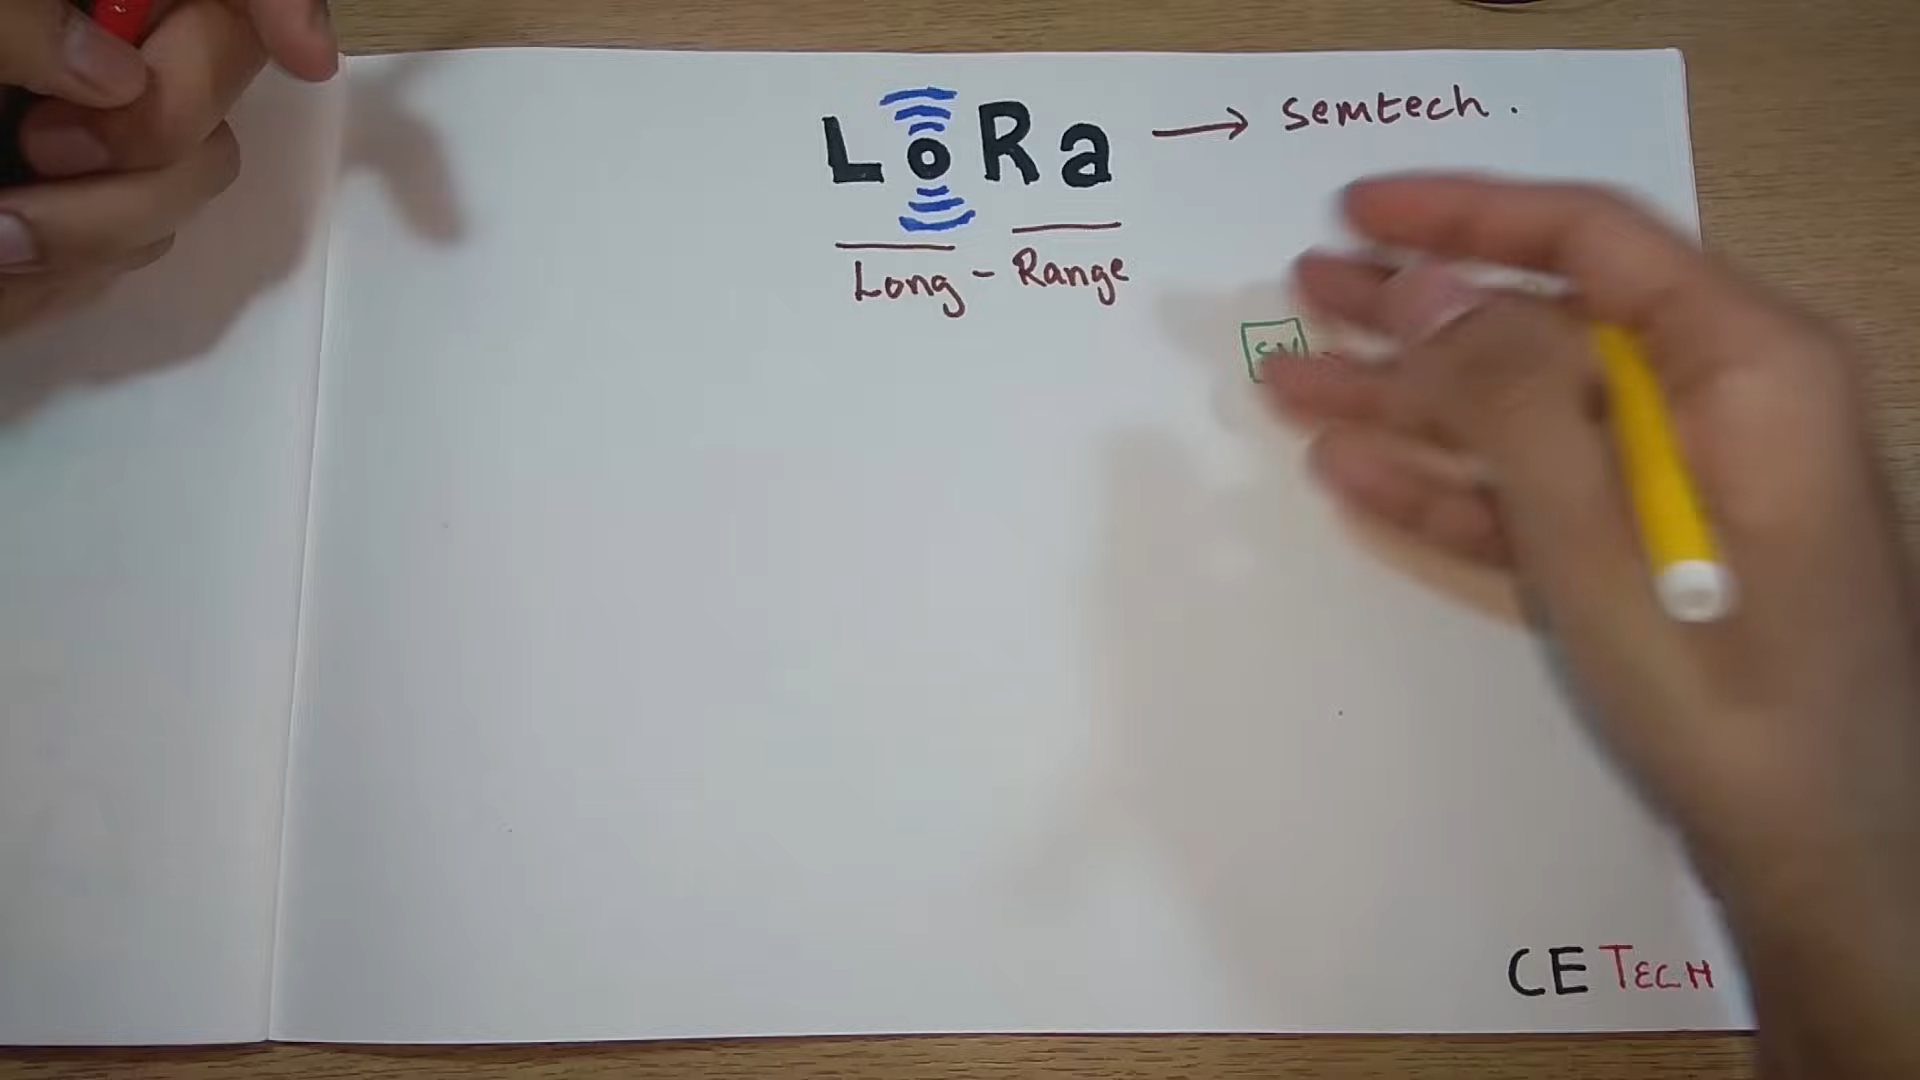 LoRa → semtech.
Long - Range
CE TECH